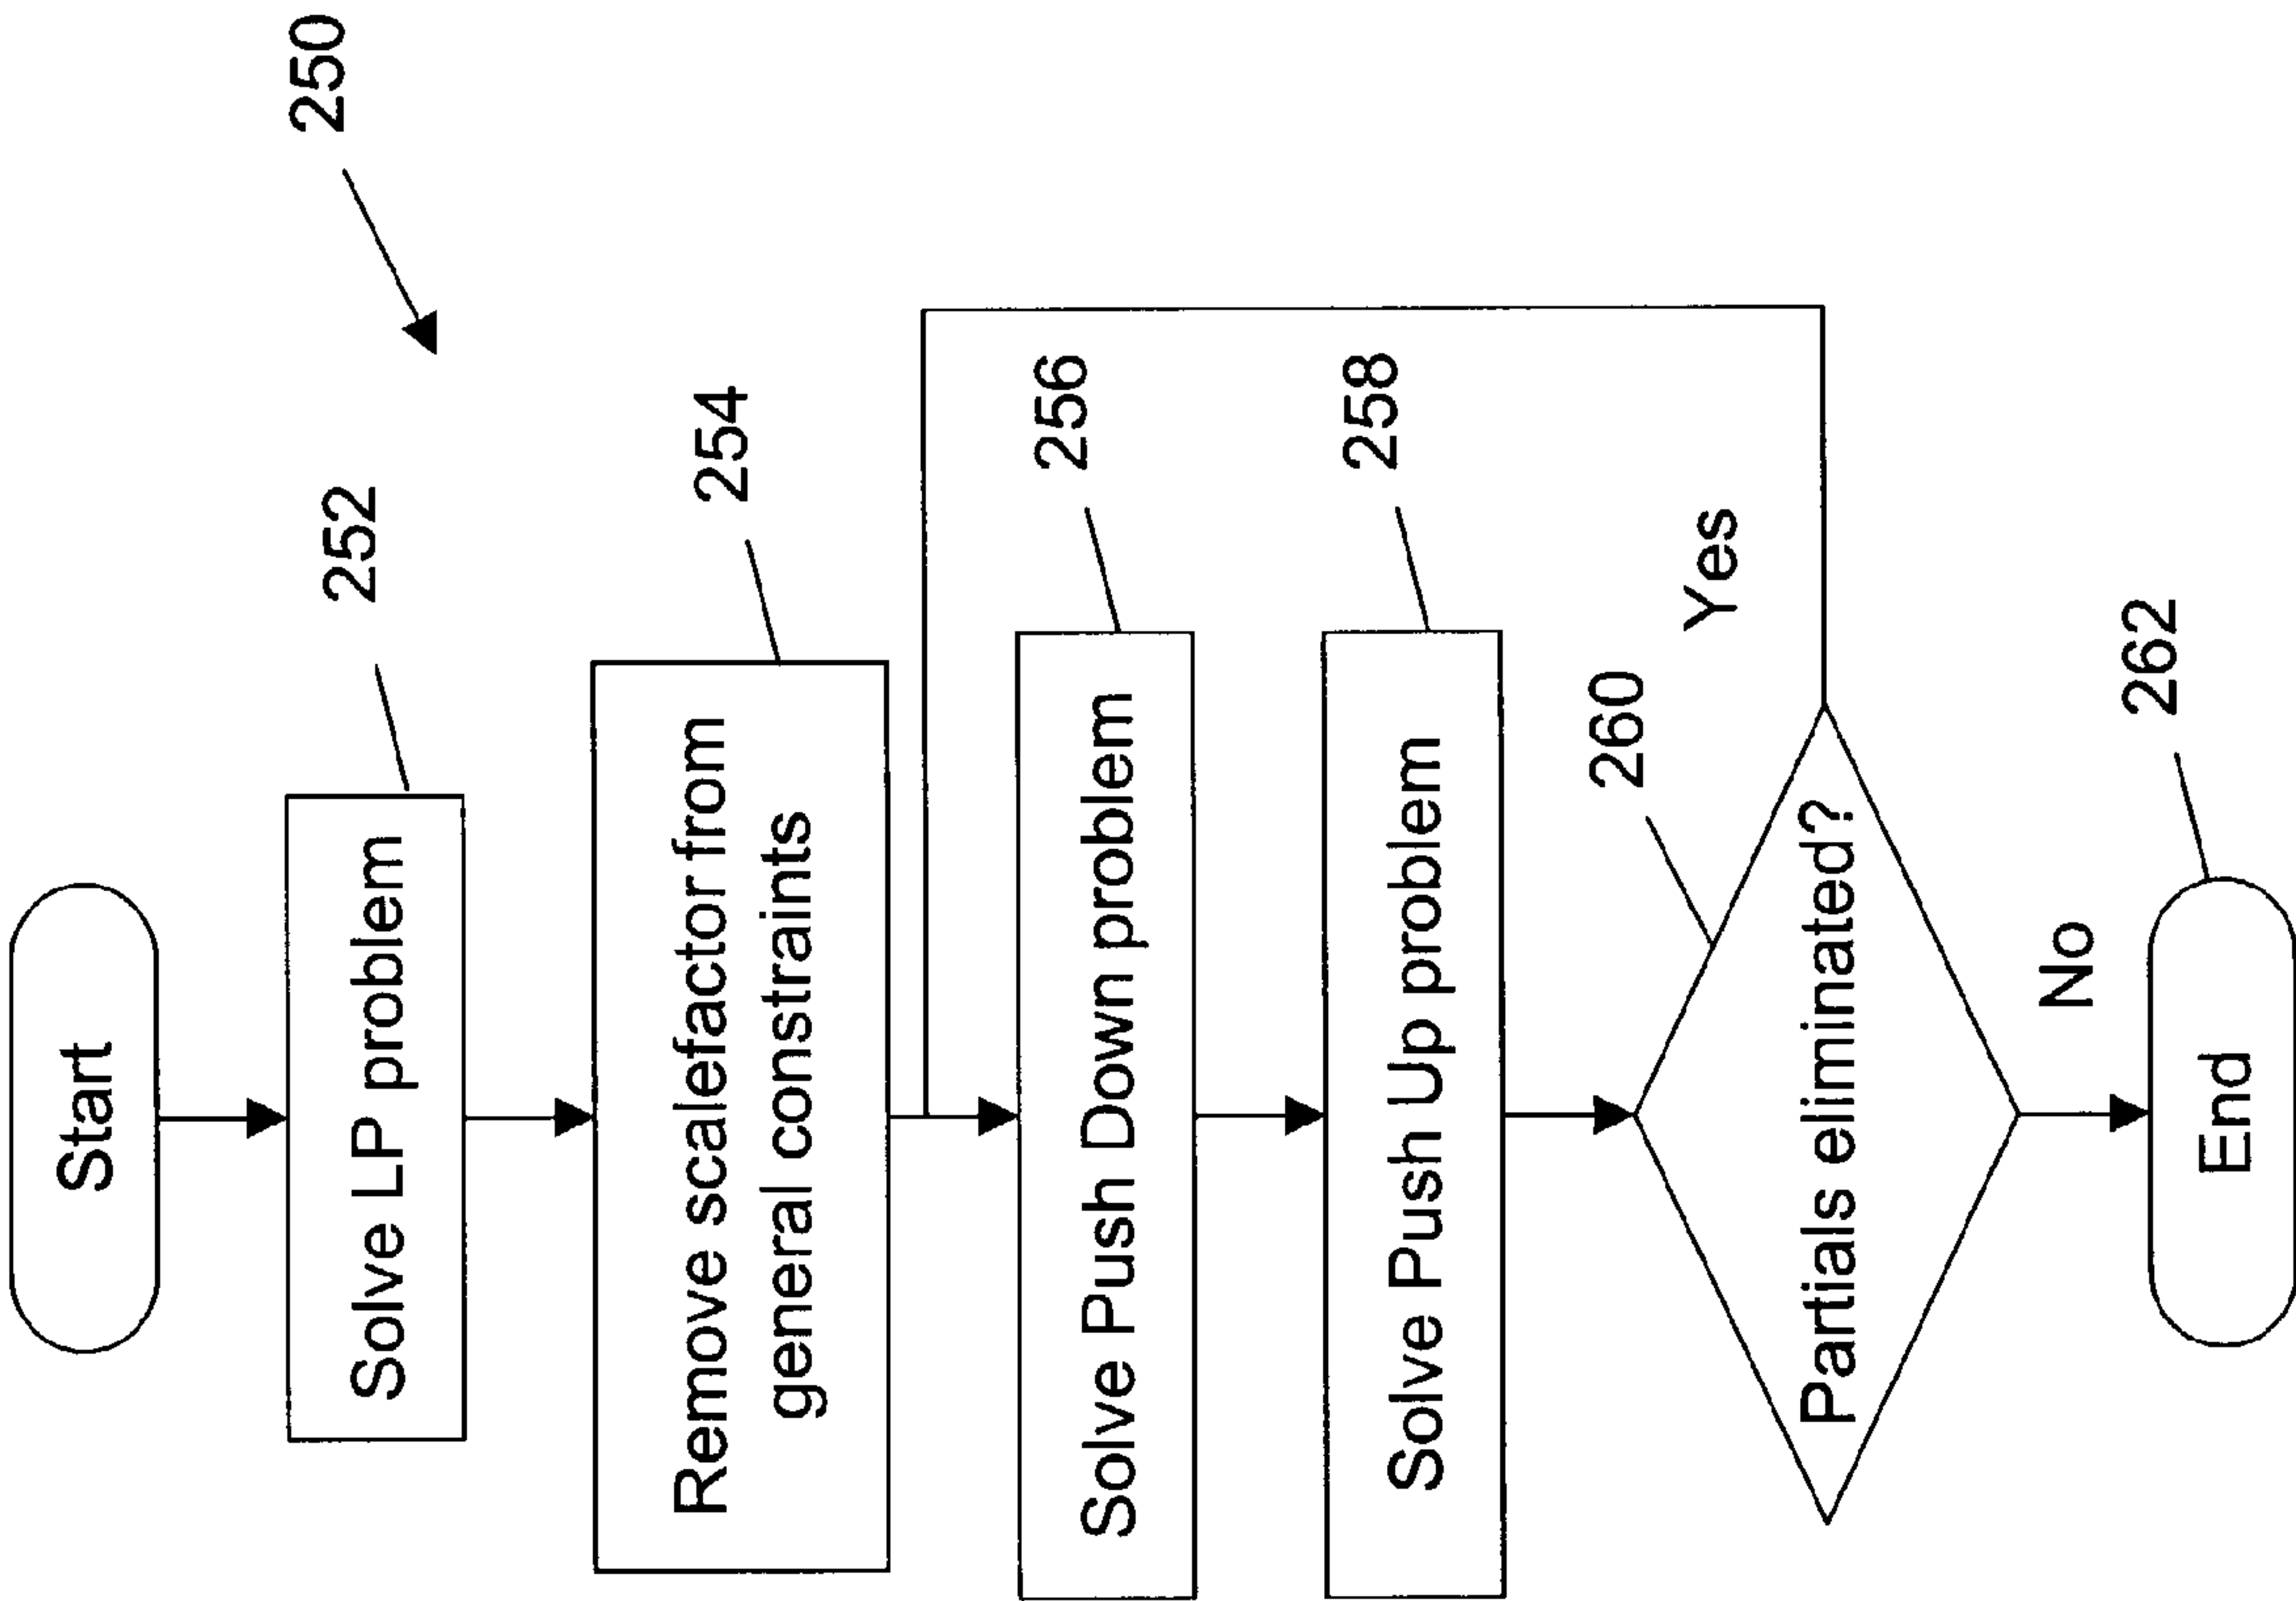 250
Start
252
Solve LP problem
254
Remove scalefactor from
general constraints
256
Solve Push Down problem
258
Solve Push Up problem
260
Partials eliminated?
Yes
No
262
End